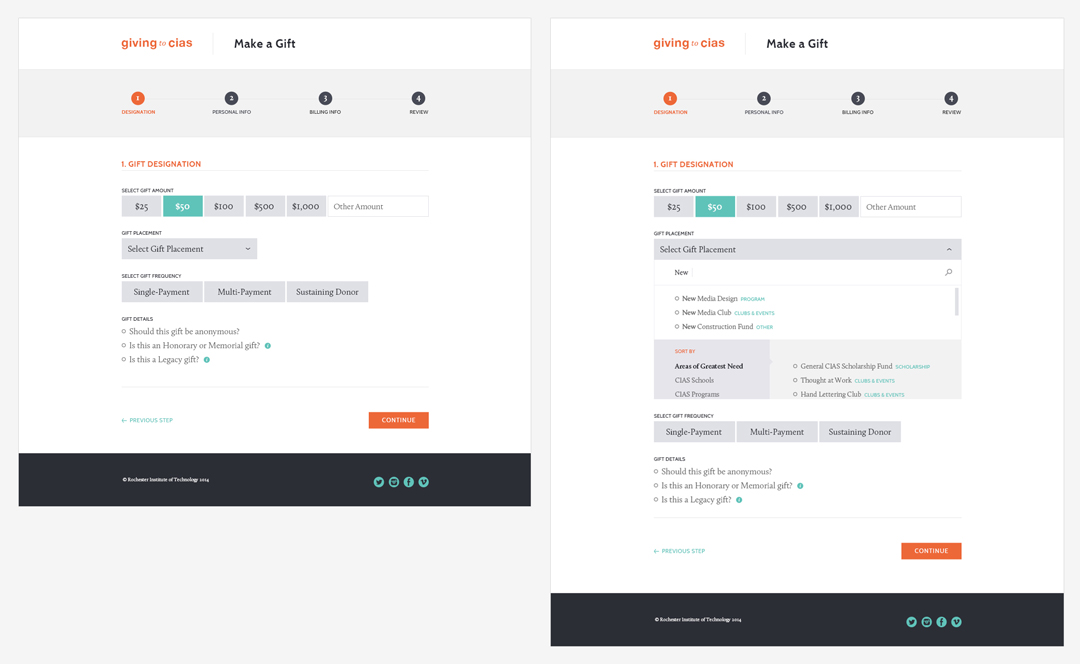 giving to cias
Make a Gift
1
2
3
4
DESIGNATION
PERSONAL INFO
BILLING INFO
REVIEW
1. GIFT DESIGNATION
SELECT GIFT AMOUNT
$25 $50 $100 $500 $1,000 Other Amount
GIFT PLACEMENT
Select Gift Placement
SELECT GIFT FREQUENCY
Single-Payment Multi-Payment Sustaining Donor
GIFT DETAILS
Should this gift be anonymous?
Is this an Honorary or Memorial gift? i
Is this a Legacy gift? i
← PREVIOUS STEP
CONTINUE
© Rochester Institute of Technology 2014
giving to cias
Make a Gift
1
2
3
4
DESIGNATION
PERSONAL INFO
BILLING INFO
REVIEW
1. GIFT DESIGNATION
SELECT GIFT AMOUNT
$25 $50 $100 $500 $1,000 Other Amount
GIFT PLACEMENT
Select Gift Placement
New
New Media Design PROGRAM
New Media Club CLUBS & EVENTS
New Construction Fund OTHER
SORT BY
Areas of Greatest Need
CIAS Schools
CIAS Programs
General CIAS Scholarship Fund SCHOLARSHIP
Thought at Work CLUBS & EVENTS
Hand Lettering Club CLUBS & EVENTS
SELECT GIFT FREQUENCY
Single-Payment Multi-Payment Sustaining Donor
GIFT DETAILS
Should this gift be anonymous?
Is this an Honorary or Memorial gift? i
Is this a Legacy gift? i
← PREVIOUS STEP
CONTINUE
© Rochester Institute of Technology 2014